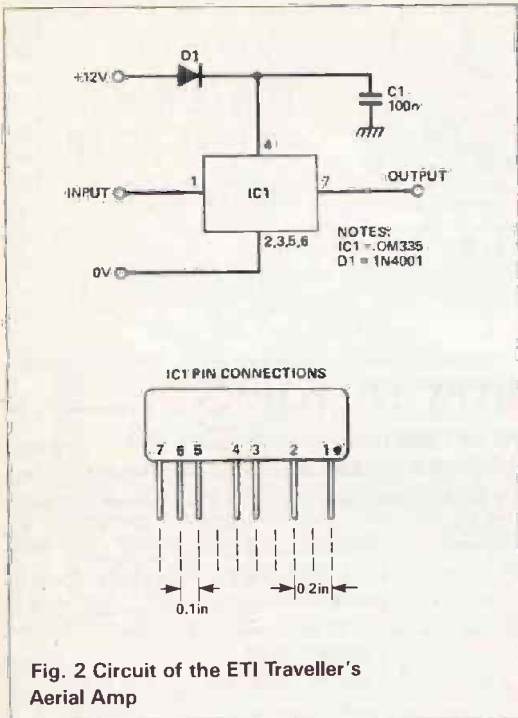 D1
+12V
C1
100n
4
INPUT
1
IC1
7
OUTPUT
2,3,5,6
0V
NOTES:
IC1 = OM335
D1 = 1N4001
IC1 PIN CONNECTIONS
7 6 5 4 3 2 1
0.1in
0.2in
Fig. 2 Circuit of the ETI Traveller's
Aerial Amp